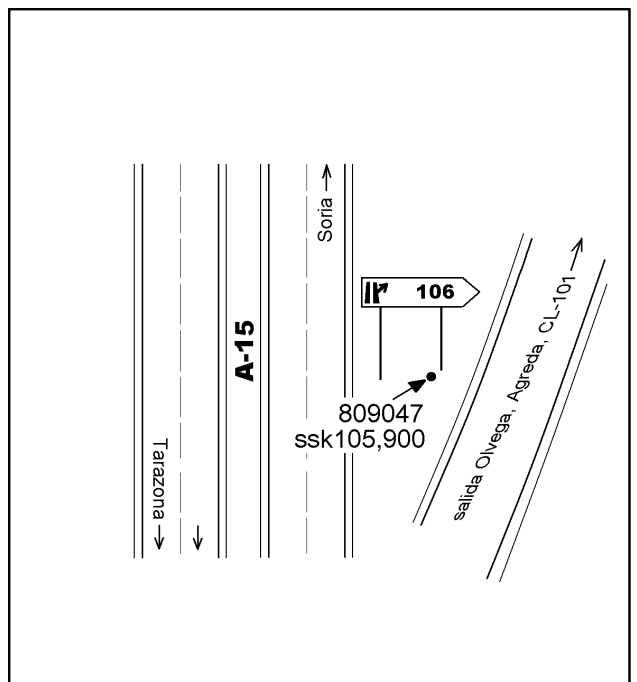 Soria
106
A-15
809047
ssk105,900
Tarazona
salida Olvega, Agreda, CL-101